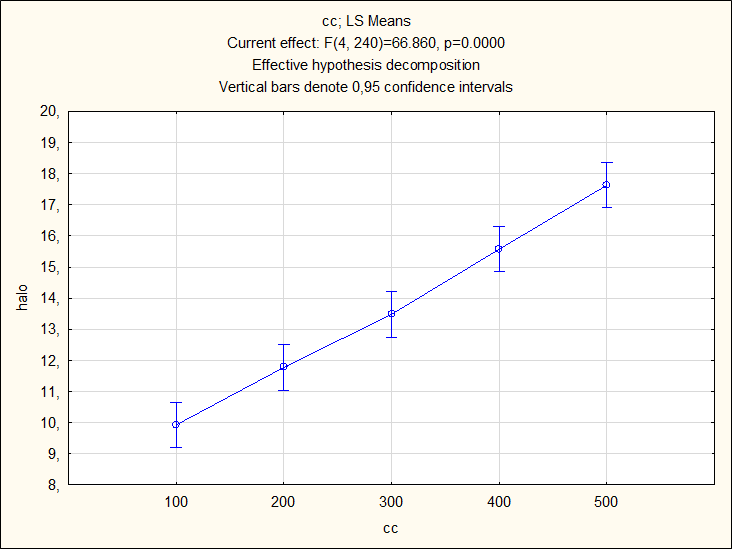 cc; LS Means
Current effect: F(4, 240)=66.860, p=0.0000
Effective hypothesis decomposition
Vertical bars denote 0,95 confidence intervals
20,
19,
18,
17,
16,
15,
14,
13,
12,
11,
10,
9,
8,
halo
100 200 300 400 500
cc